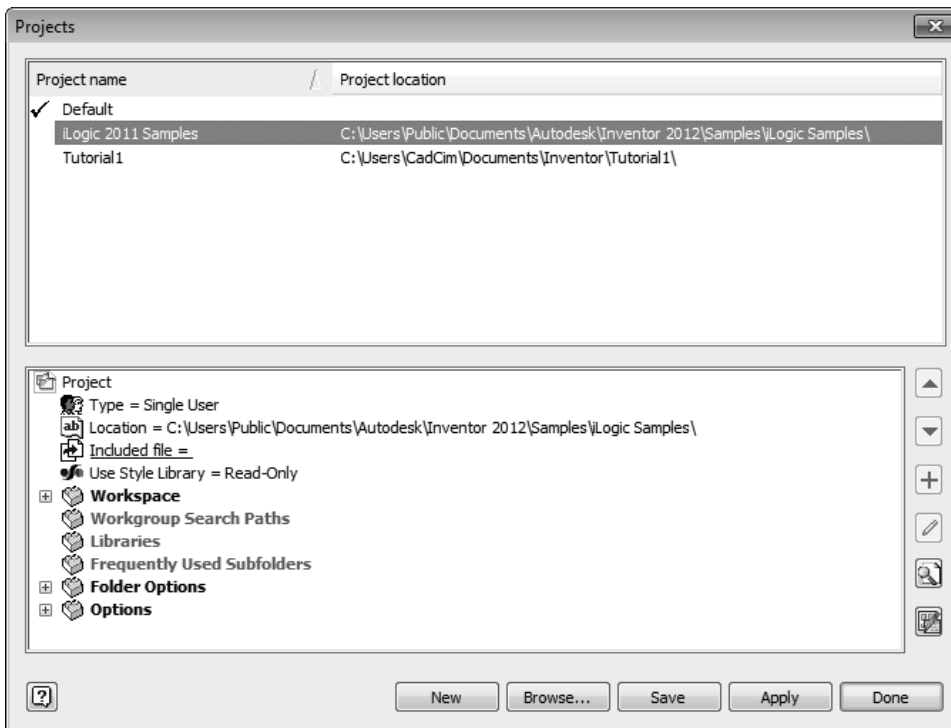 Projects
Project name Project location
Default
iLogic 2011 Samples C:\Users\Public\Documents\Autodesk\Inventor 2012\Samples\iLogic Samples\
Tutorial1 C:\Users\CadCim\Documents\Inventor\Tutorial1\
Project
Type = Single User
Location = C:\Users\Public\Documents\Autodesk\Inventor 2012\Samples\iLogic Samples\
Included file =
Use Style Library = Read-Only
Workspace
Workgroup Search Paths
Libraries
Frequently Used Subfolders
Folder Options
Options
New Browse... Save Apply Done